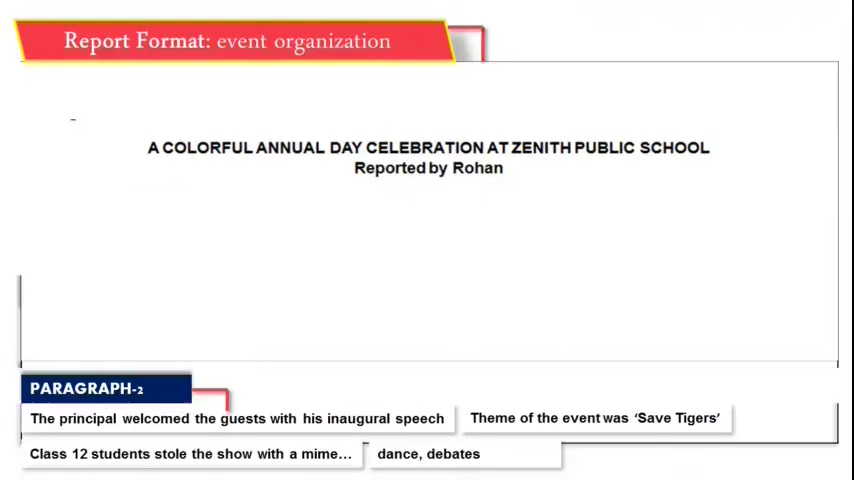 Report Format: event organization
A COLORFUL ANNUAL DAY CELEBRATION AT ZENITH PUBLIC SCHOOL
Reported by Rohan
PARAGRAPH-2
The principal welcomed the guests with his inaugural speech
Theme of the event was ‘Save Tigers’
Class 12 students stole the show with a mime...
dance, debates